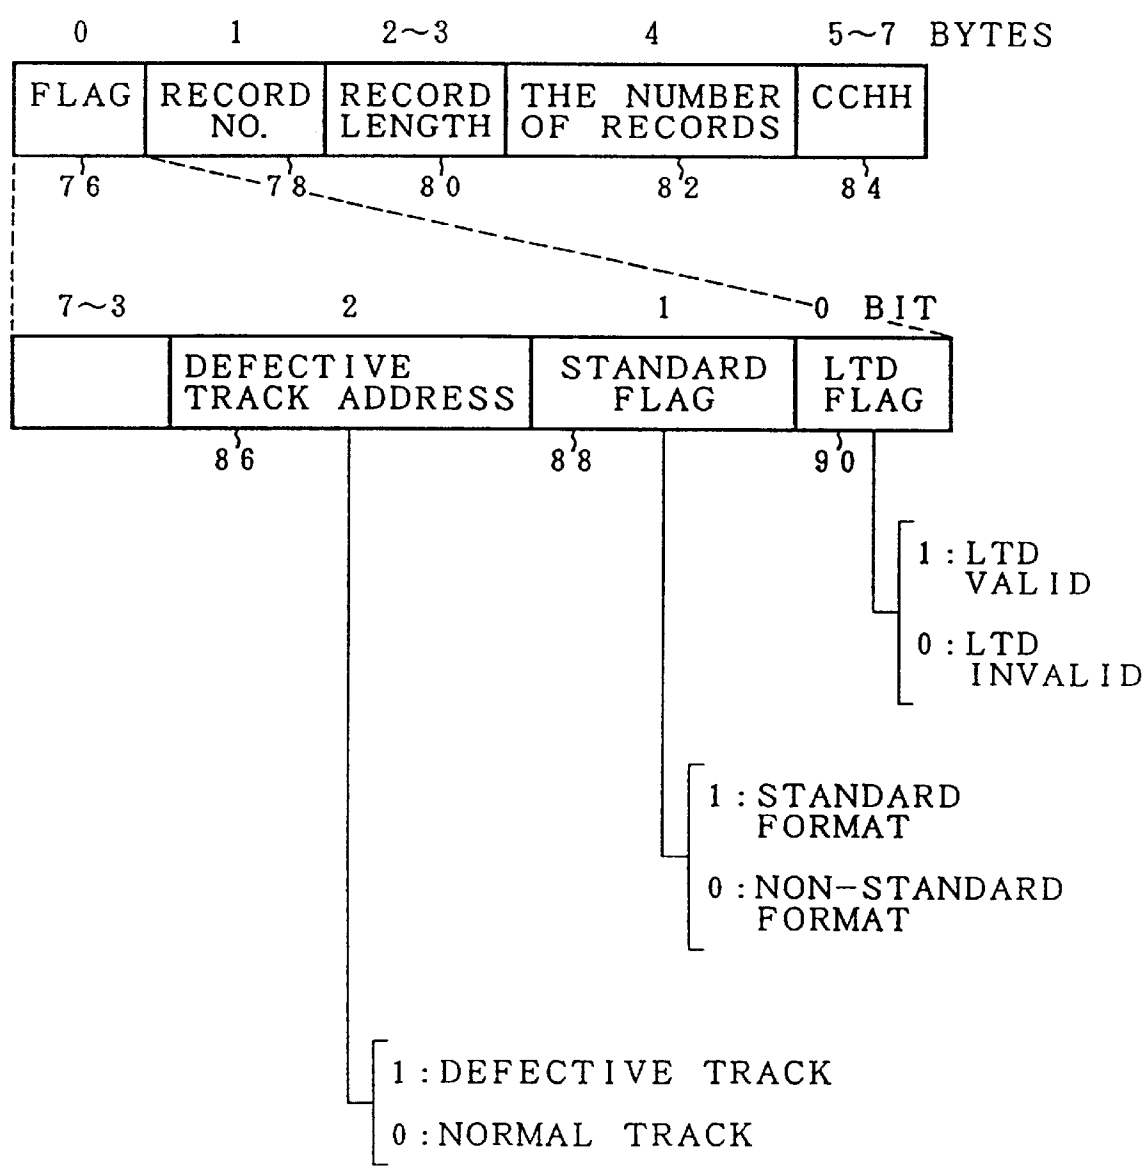 0 1 2~3 4 5~7 BYTES
FLAG RECORD NO. RECORD LENGTH THE NUMBER OF RECORDS CCHH
76 78 80 82 84
7~3 2 1 0 BIT
DEFECTIVE TRACK ADDRESS STANDARD FLAG LTD FLAG
86 88 90
1:LTD
VALID
0:LTD
INVALID
1:STANDARD
FORMAT
0:NON-STANDARD
FORMAT
1:DEFECTIVE TRACK
0:NORMAL TRACK